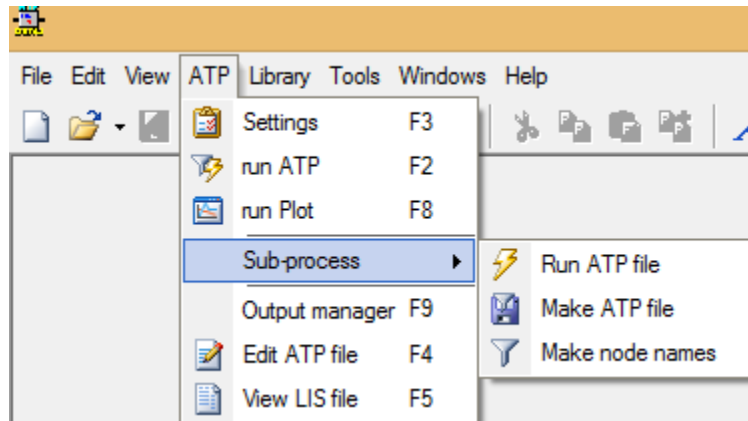 File Edit View ATP Library Tools Windows Help
Settings F3
run ATP F2
run Plot F8
Sub-process
Run ATP file
Make ATP file
Make node names
Output manager F9
Edit ATP file F4
View LIS file F5